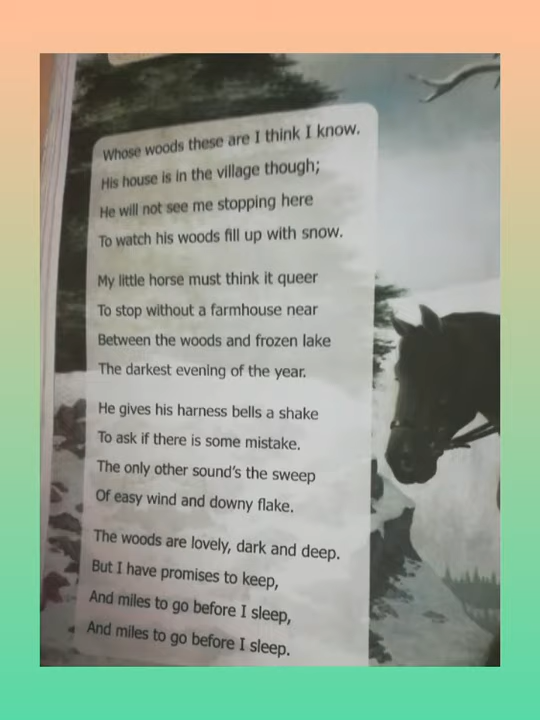 Whose woods these are I think I know.
His house is in the village though;
He will not see me stopping here
To watch his woods fill up with snow.
My little horse must think it queer
To stop without a farmhouse near
Between the woods and frozen lake
The darkest evening of the year.
He gives his harness bells a shake
To ask if there is some mistake.
The only other sound's the sweep
Of easy wind and downy flake.
The woods are lovely, dark and deep.
But I have promises to keep,
And miles to go before I sleep,
And miles to go before I sleep.